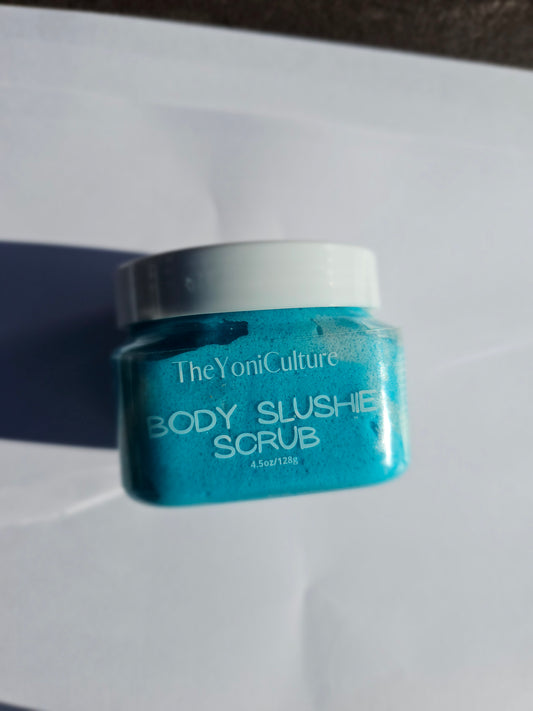 TheYoniCulture
BODY SLUSHIE
SCRUB
4.5oz/128g